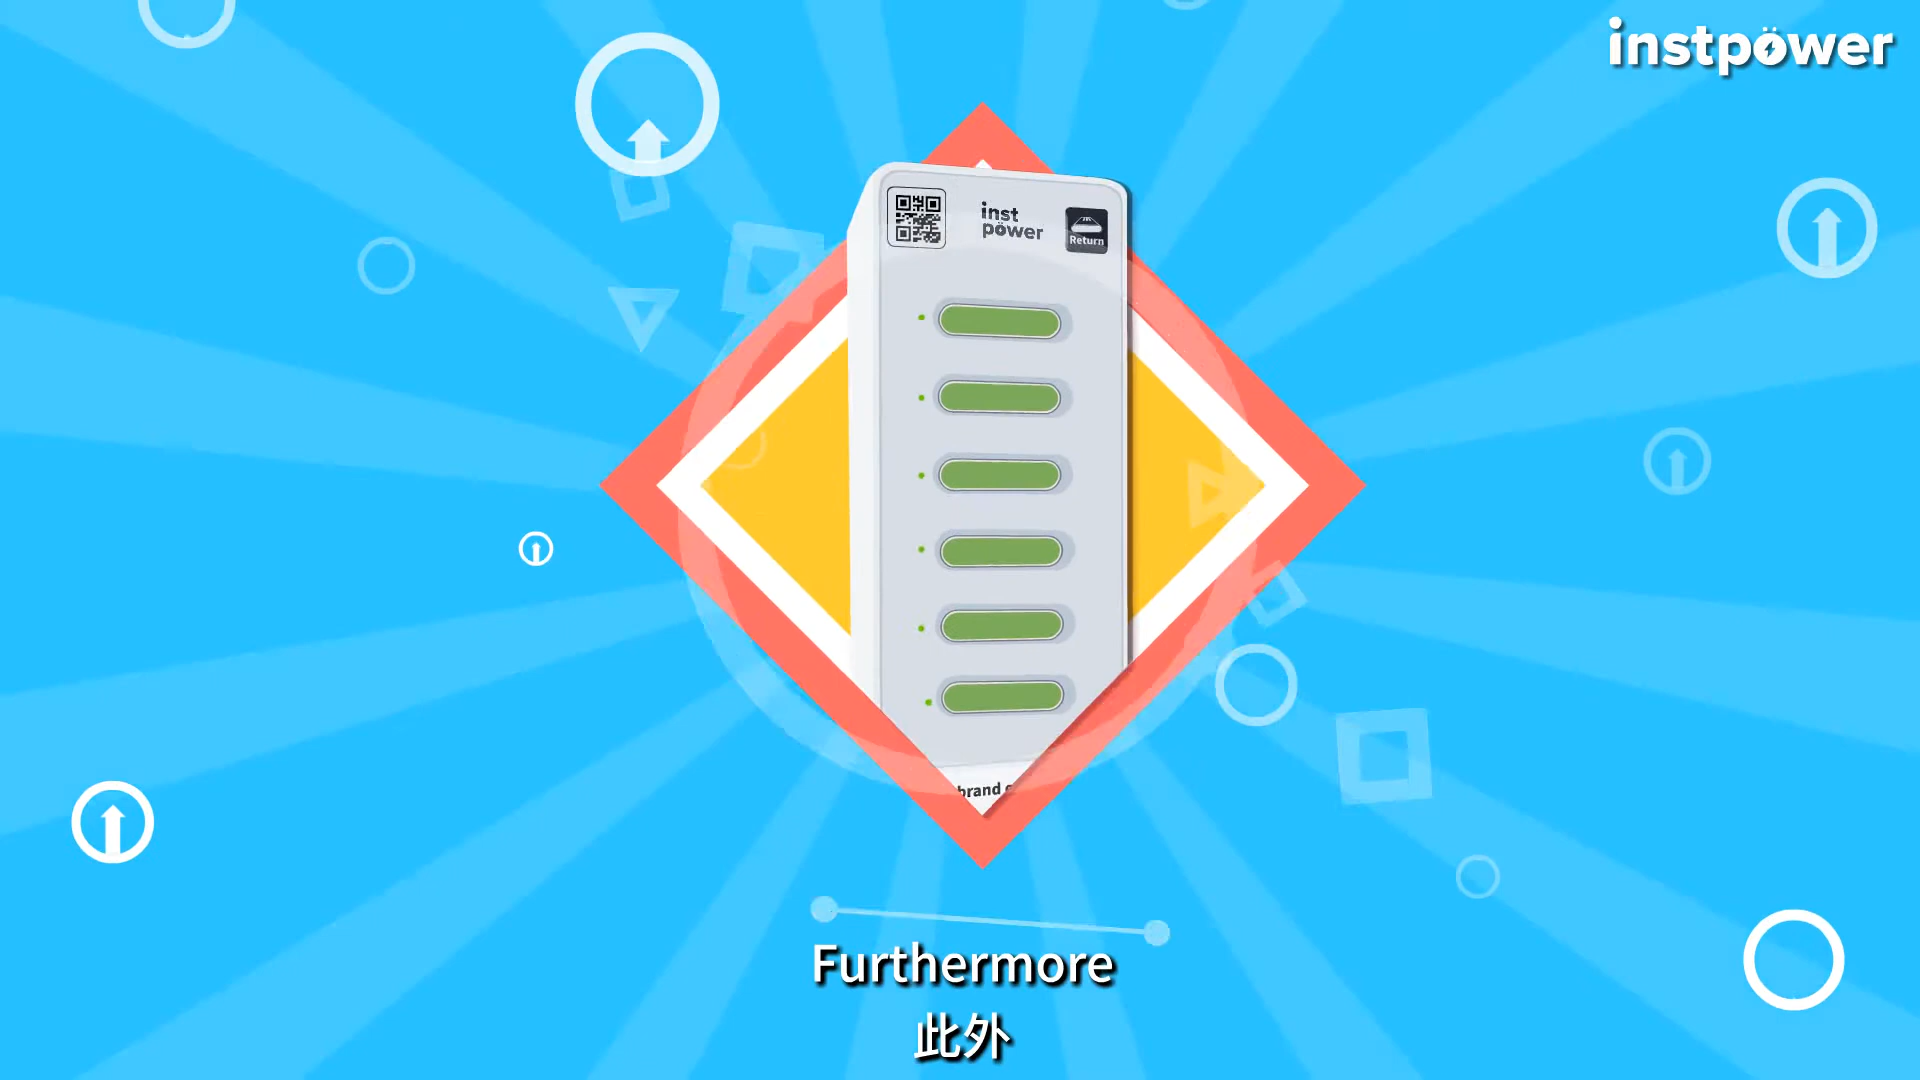 instpower
inst
power
Return
brand
Furthermore
此外